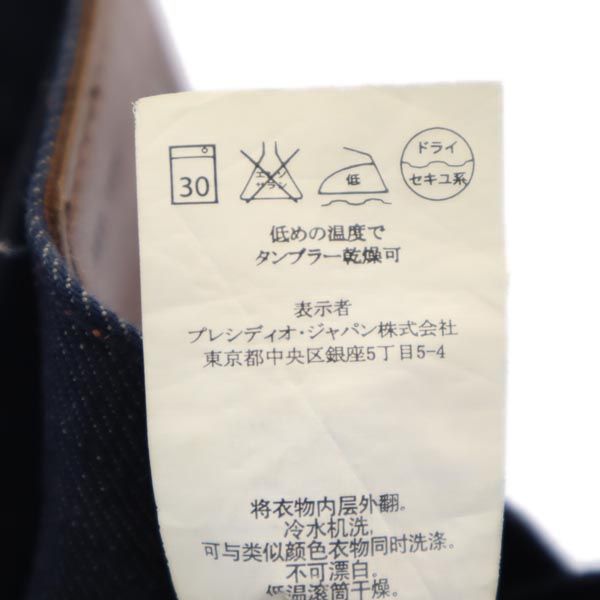 30
エンソ
サラシ
低
ドライ
セキユ系
低めの温度で
タンブラー乾燥可
表示者
プレシディオ・ジャパン株式会社
東京都中央区銀座5丁目5-4
将衣物内层外翻。
冷水机洗,
可与类似颜色衣物同时洗涤。
不可漂白。
低温滚筒干燥。